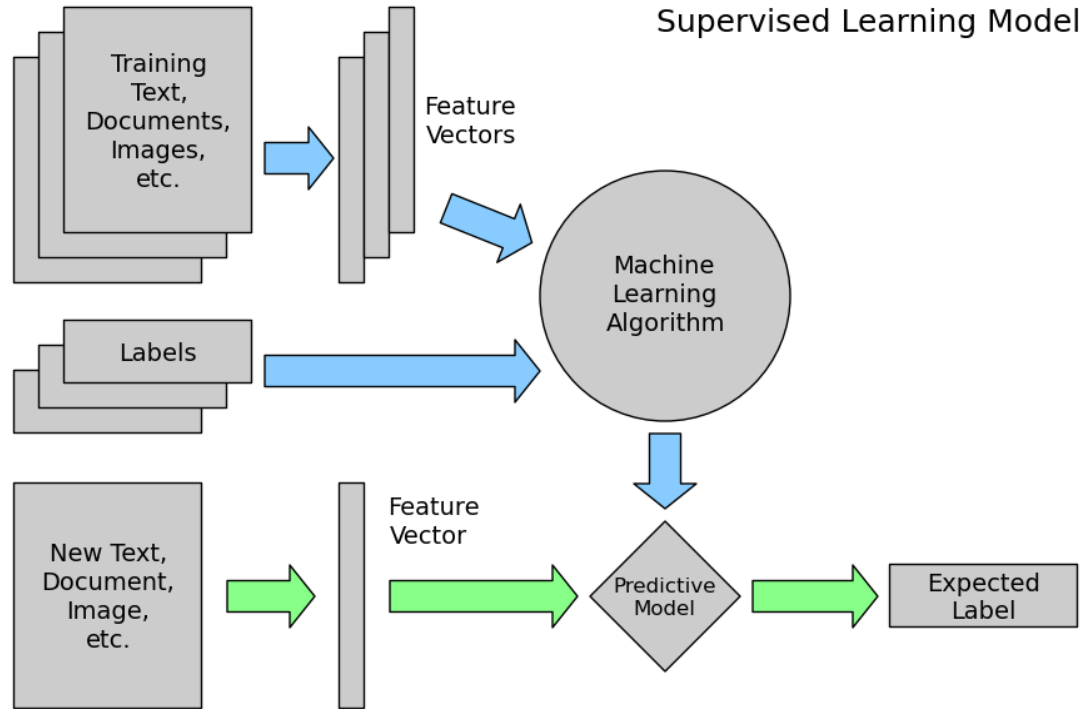 Supervised Learning Model
Training
Text,
Documents,
Images,
etc.
Feature
Vectors
Machine
Learning
Algorithm
Labels
New Text,
Document,
Image,
etc.
Feature
Vector
Predictive
Model
Expected
Label